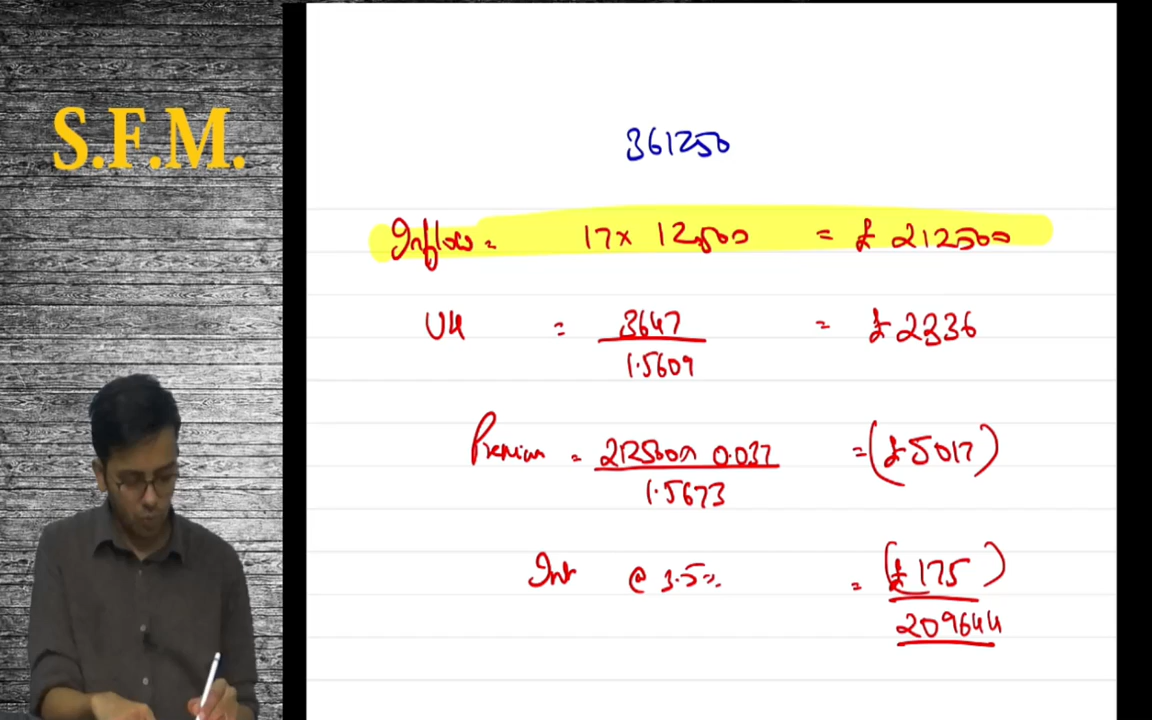 S.F.M.
361250
Inflow = 17 x 12500 = £ 212500
UH = 3647 / 1.5609 = £2336
Premium = 212500 x 0.037 / 1.5673 = (£5017)
Int @ 3.5% = (£175)
209644